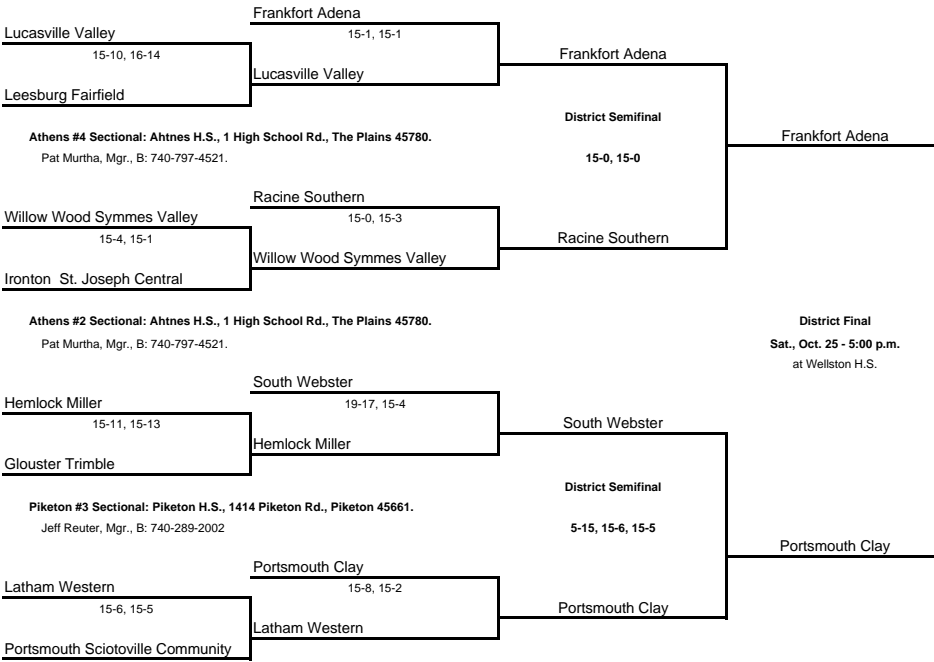 Frankfort Adena
Lucasville Valley
15-1, 15-1
15-10, 16-14
Frankfort Adena
Lucasville Valley
Leesburg Fairfield
District Semifinal
Athens #4 Sectional: Ahtnes H.S., 1 High School Rd., The Plains 45780.
Frankfort Adena
Pat Murtha, Mgr., B: 740-797-4521.
15-0, 15-0
Racine Southern
Willow Wood Symmes Valley
15-0, 15-3
15-4, 15-1
Racine Southern
Willow Wood Symmes Valley
Ironton  St. Joseph Central
Athens #2 Sectional: Ahtnes H.S., 1 High School Rd., The Plains 45780.
District Final
Pat Murtha, Mgr., B: 740-797-4521.
Sat., Oct. 25 - 5:00 p.m.
at Wellston H.S.
South Webster
Hemlock Miller
19-17, 15-4
15-11, 15-13
South Webster
Hemlock Miller
Glouster Trimble
District Semifinal
Piketon #3 Sectional: Piketon H.S., 1414 Piketon Rd., Piketon 45661.
Jeff Reuter, Mgr., B: 740-289-2002
5-15, 15-6, 15-5
Portsmouth Clay
Portsmouth Clay
Latham Western
15-8, 15-2
15-6, 15-5
Portsmouth Clay
Latham Western
Portsmouth Sciotoville Community